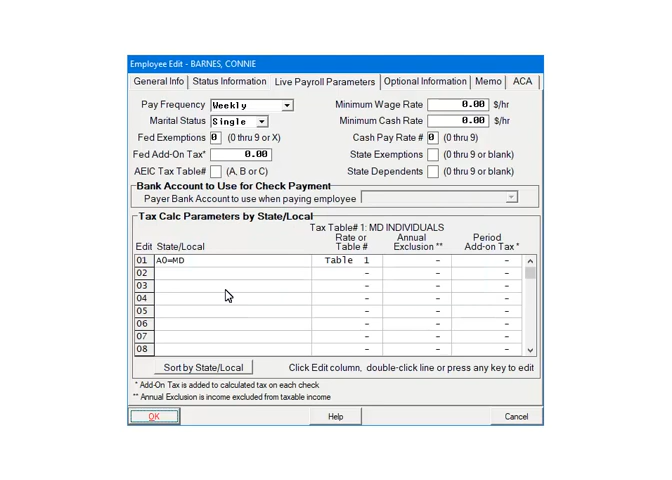 Employee Edit - BARNES, CONNIE
General Info Status Information Live Payroll Parameters Optional Information Memo ACA
Pay Frequency Weekly Minimum Wage Rate 0.00 $/hr
Marital Status Single Minimum Cash Rate 0.00 $/hr
Fed Exemptions 0 (0 thru 9 or X) Cash Pay Rate # 0 (0 thru 9)
Fed Add-On Tax* 0.00 State Exemptions (0 thru 9 or blank)
AEIC Tax Table# (A, B or C) State Dependents (0 thru 9 or blank)
Bank Account to Use for Check Payment
Payer Bank Account to use when paying employee
Tax Calc Parameters by State/Local
Tax Table# 1: MD INDIVIDUALS
Rate or Annual Period
Edit State/Local Table # Exclusion ** Add-on Tax *
01 A0=MD Table 1 - -
02 - - -
03 - - -
04 - - -
05 - - -
06 - - -
07 - - -
08 - - -
Sort by State/Local Click Edit column, double-click line or press any key to edit
* Add-On Tax is added to calculated tax on each check
** Annual Exclusion is income excluded from taxable income
OK Help Cancel